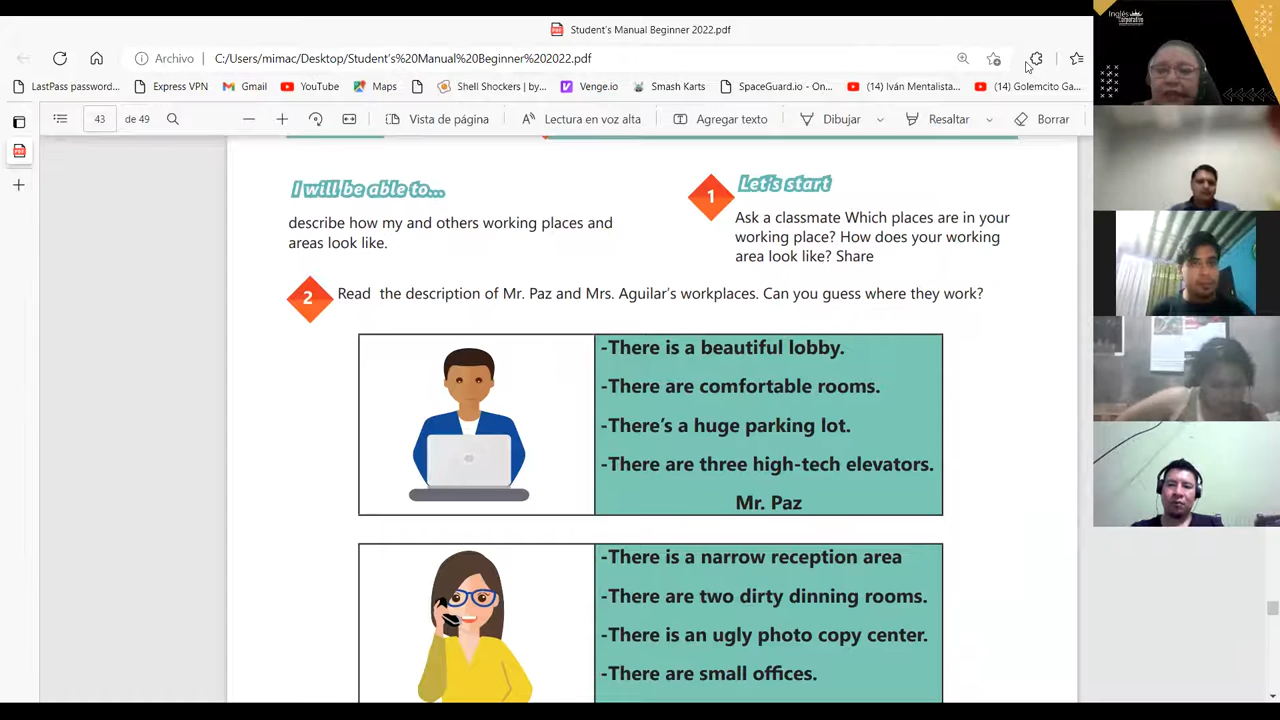 Student's Manual Beginner 2022.pdf
Archivo
C:/Users/mimac/Desktop/Student's%20Manual%20Beginner%202022.pdf
LastPass password...
Express VPN
Gmail
YouTube
Maps
Shell Shockers | by...
Venge.io
Smash Karts
SpaceGuard.io - On...
(14) Iván Mentalista...
(14) Golemcito Ga...
43
de 49
Vista de página
Lectura en voz alta
Agregar texto
Dibujar
Resaltar
Borrar
I will be able to...
describe how my and others working places and
areas look like.
1
Let's start
Ask a classmate Which places are in your
working place? How does your working
area look like? Share
2
Read the description of Mr. Paz and Mrs. Aguilar's workplaces. Can you guess where they work?
-There is a beautiful lobby.
-There are comfortable rooms.
-There's a huge parking lot.
-There are three high-tech elevators.
Mr. Paz
-There is a narrow reception area
-There are two dirty dinning rooms.
-There is an ugly photo copy center.
-There are small offices.
Inglés
Corporativo